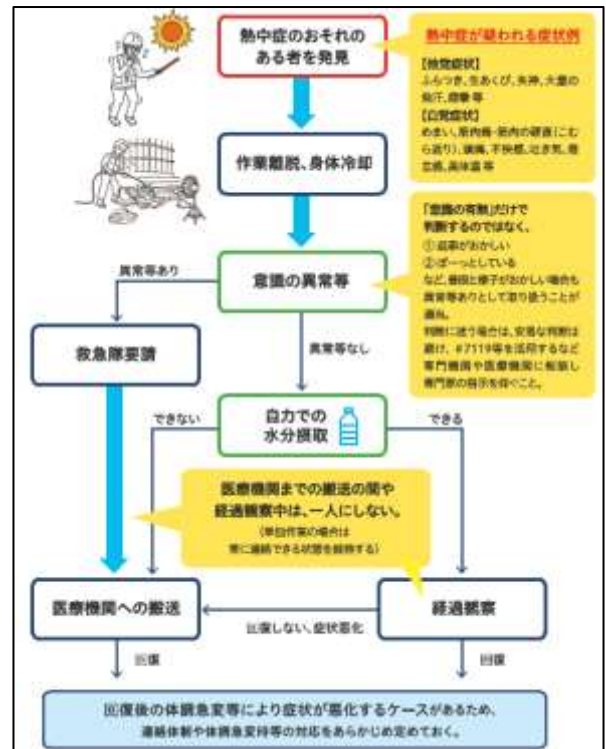 熱中症のおそれの
ある者を発見
熱中症が疑われる症状例
【他覚症状】
ふらつき、生あくび、失神、大量の
発汗、痙攣 等
【自覚症状】
めまい、筋肉痛・筋肉の硬直(こむ
ら返り)、頭痛、不快感、吐き気、倦
怠感、高体温 等
作業離脱、身体冷却
「意識の有無」だけで
判断するのではなく、
①返事がおかしい
②ぼーっとしている
など、普段と様子がおかしい場合も
異常等ありとして取り扱うことが
適当。
判断に迷う場合は、安易な判断は
避け、#7119等を活用するなど
専門機関や医療機関に相談し
専門家の指示を仰ぐこと。
意識の異常等
異常等あり
異常等なし
救急隊要請
自力での
水分摂取
できない
できる
医療機関までの搬送の間や
経過観察中は、一人にしない。
(単独作業の場合は
常に連絡できる状態を維持する)
医療機関への搬送
経過観察
回復しない、症状悪化
回復
回復
回復後の体調急変等により症状が悪化するケースがあるため、
連絡体制や体調急変時等の対応をあらかじめ定めておく。